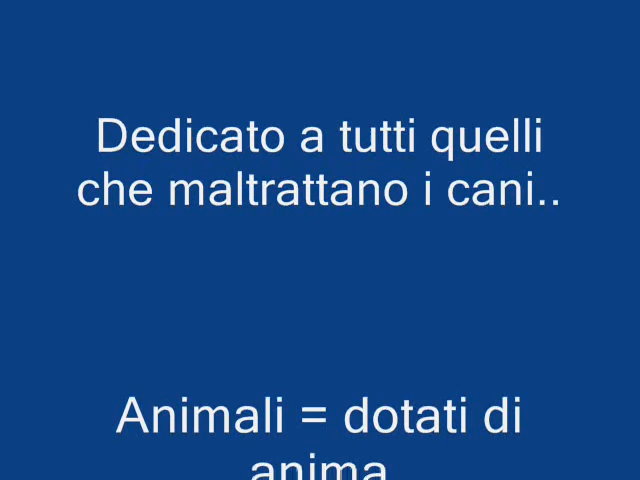 Dedicato a tutti quelli
che maltrattano i cani..
Animali = dotati di
anima